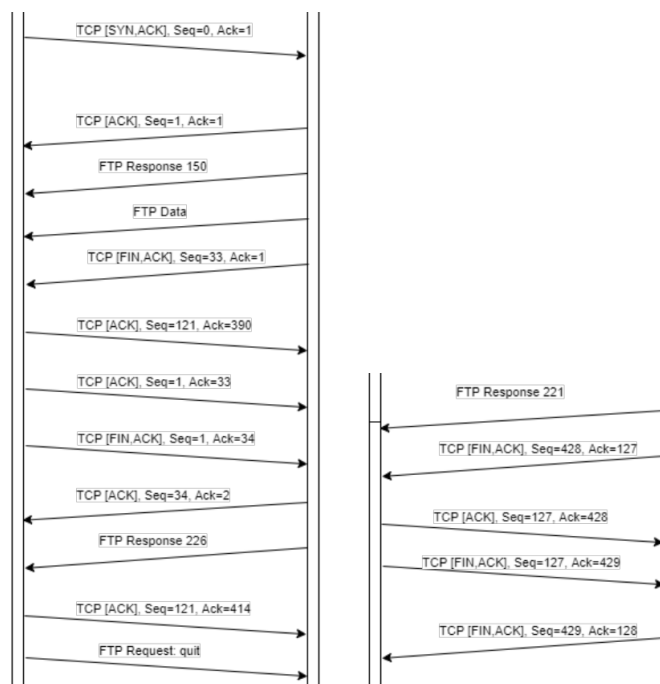 TCP [SYN,ACK], Seq=0, Ack=1
TCP [ACK], Seq=1, Ack=1
FTP Response 150
FTP Data
TCP [FIN,ACK], Seq=33, Ack=1
TCP [ACK], Seq=121, Ack=390
TCP [ACK], Seq=1, Ack=33
TCP [FIN,ACK], Seq=1, Ack=34
TCP [ACK], Seq=34, Ack=2
FTP Response 226
TCP [ACK], Seq=121, Ack=414
FTP Request: quit
FTP Response 221
TCP [FIN,ACK], Seq=428, Ack=127
TCP [ACK], Seq=127, Ack=428
TCP [FIN,ACK], Seq=127, Ack=429
TCP [FIN,ACK], Seq=429, Ack=128